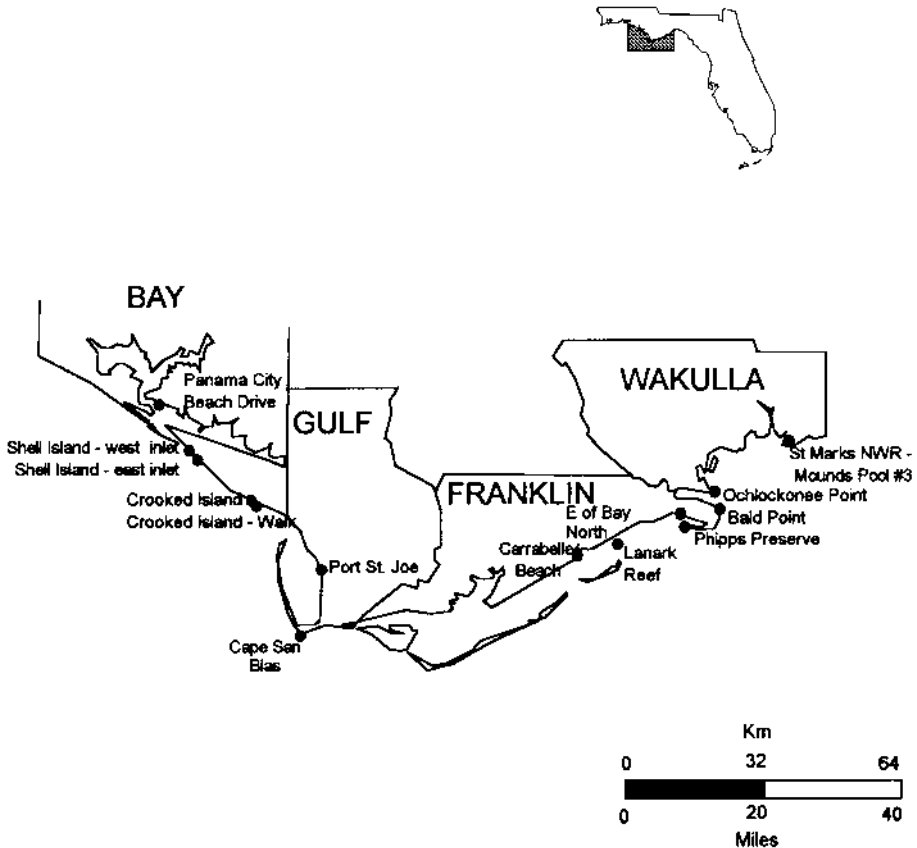 BAY
Panama City
Beach Drive
GULF
WAKULLA
Shell Island - west inlet
Shell Island - east inlet
St Marks NWR -
Mounds Pool #3
Crooked Island
Crooked Island - Walk
FRANKLIN
Ochlockonee Point
E of Bay
North
Bald Point
Phipps Preserve
Carrabelle
Beach
Lanark
Reef
Port St. Joe
Cape San
Blas
Km
0 32 64
0 20 40
Miles